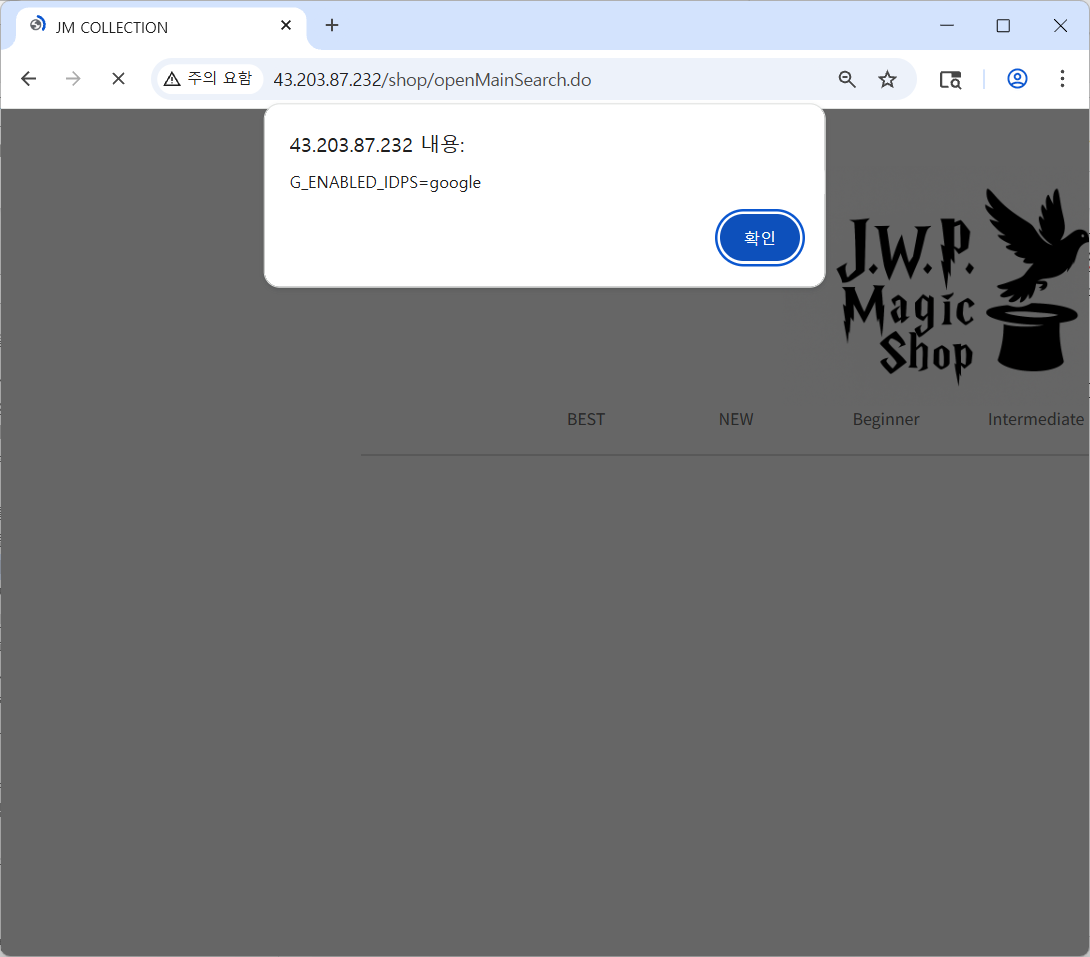 JM COLLECTION
주의 요함
43.203.87.232/shop/openMainSearch.do
43.203.87.232 내용:
G_ENABLED_IDPS=google
확인
J.W.P.
Magic
Shop
BEST NEW Beginner Intermediate